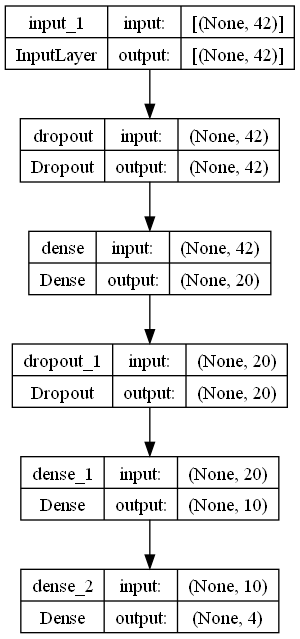 input_1 input: [(None, 42)]
InputLayer output: [(None, 42)]
dropout input: (None, 42)
Dropout output: (None, 42)
dense input: (None, 42)
Dense output: (None, 20)
dropout_1 input: (None, 20)
Dropout output: (None, 20)
dense_1 input: (None, 20)
Dense output: (None, 10)
dense_2 input: (None, 10)
Dense output: (None, 4)